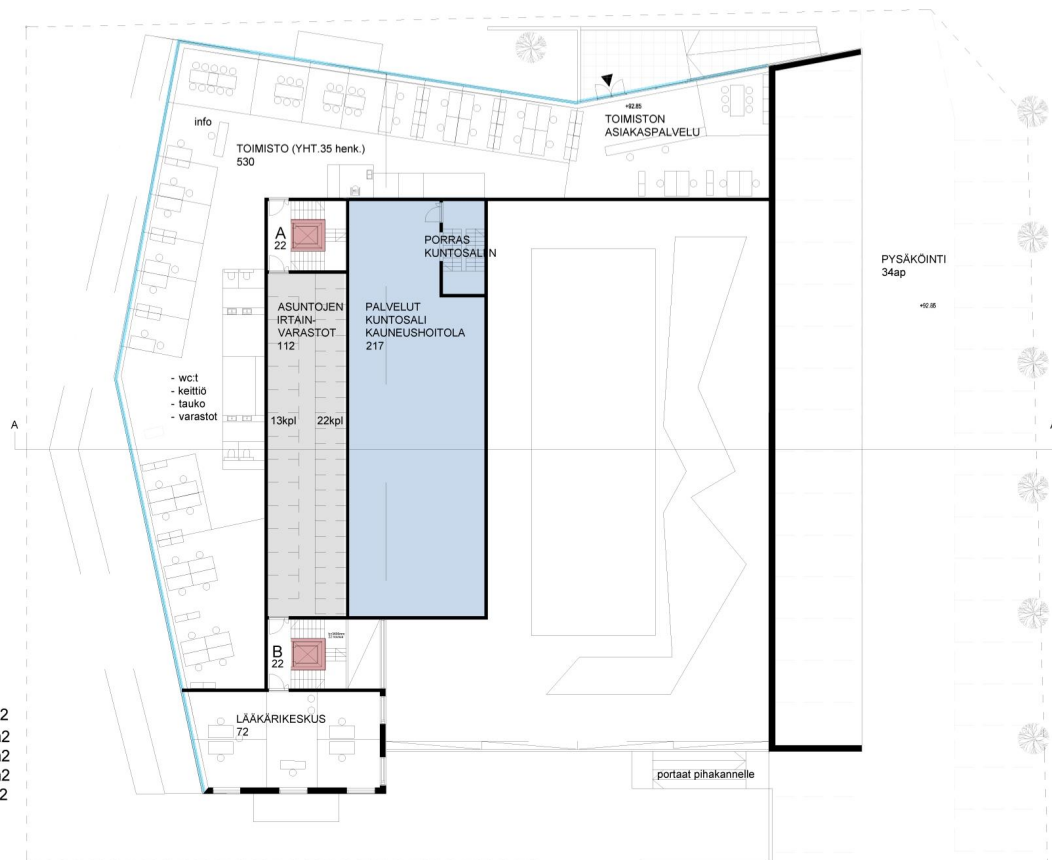 +92.85
TOIMISTON
ASIAKASPALVELU
info
TOIMISTO (YHT.35 henk.)
530
A
22
PORRAS
KUNTOSALIIN
PYSÄKÖINTI
34ap
+92.85
ASUNTOJEN
IRTAIN-
VARASTOT
112
PALVELUT
KUNTOSALI
KAUNEUSHOITOLA
217
- wc:t
- keittiö
- tauko
- varastot
13kpl
22kpl
A
B
22
LÄÄKÄRIKESKUS
72
portaat pihakannelle